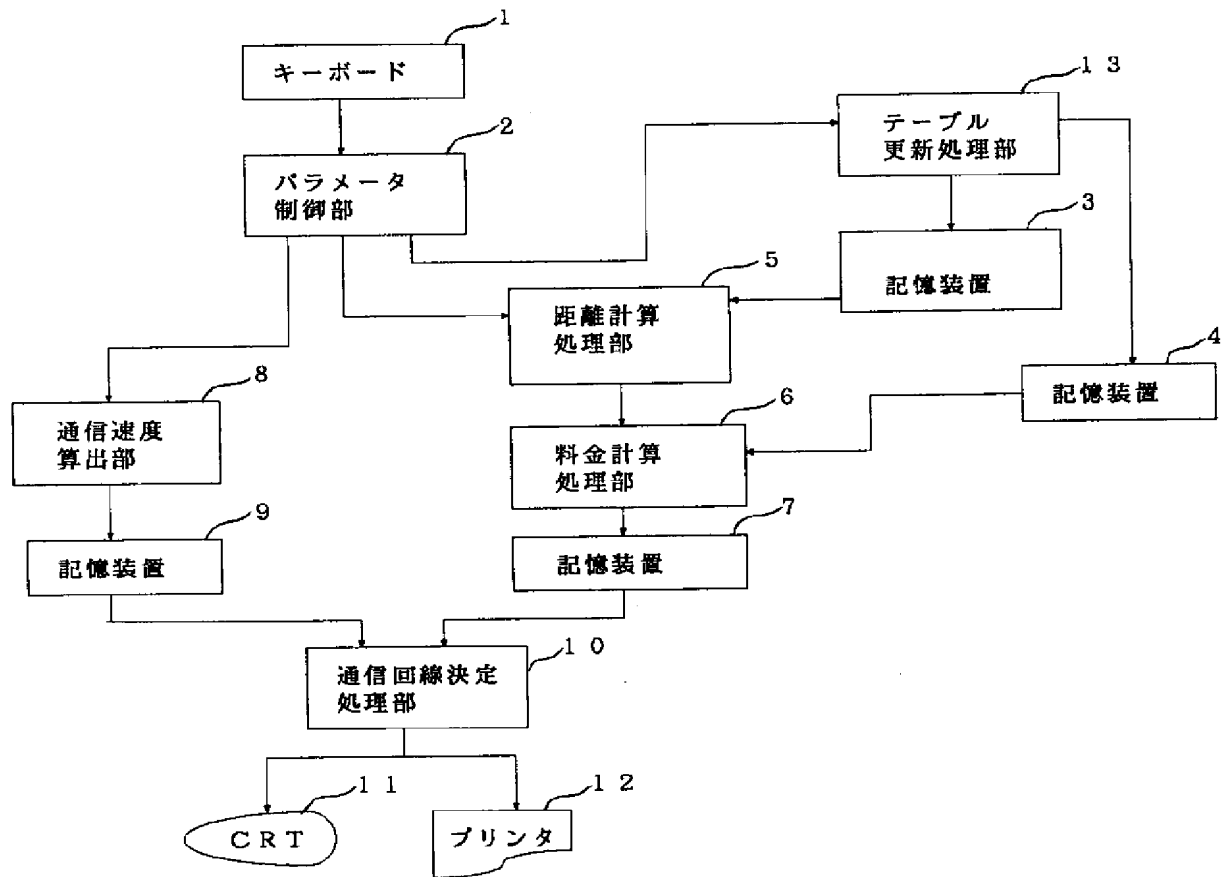 1
キーボード
13
テーブル
更新処理部
2
パラメータ
制御部
3
記憶装置
5
距離計算
処理部
4
記憶装置
8
通信速度
算出部
6
料金計算
処理部
9
記憶装置
7
記憶装置
10
通信回線決定
処理部
11
CRT
12
プリンタ